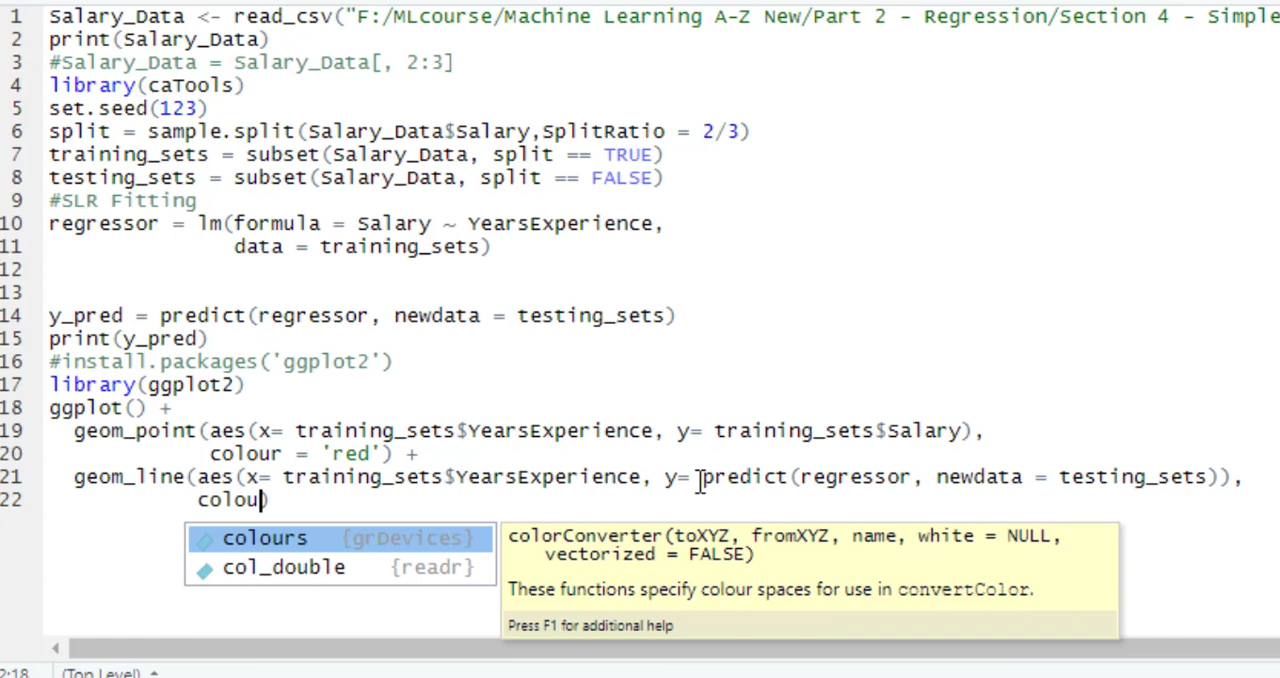 1 Salary_Data <- read_csv("F:/MLcourse/Machine Learning A-Z New/Part 2 - Regression/Section 4 - Simple
2 print(Salary_Data)
3 #Salary_Data = Salary_Data[, 2:3]
4 library(caTools)
5 set.seed(123)
6 split = sample.split(Salary_Data$Salary,SplitRatio = 2/3)
7 training_sets = subset(Salary_Data, split == TRUE)
8 testing_sets = subset(Salary_Data, split == FALSE)
9 #SLR Fitting
10 regressor = lm(formula = Salary ~ YearsExperience,
11 data = training_sets)
12
13
14 y_pred = predict(regressor, newdata = testing_sets)
15 print(y_pred)
16 #install.packages('ggplot2')
17 library(ggplot2)
18 ggplot() +
19 geom_point(aes(x= training_sets$YearsExperience, y= training_sets$Salary),
20 colour = 'red') +
21 geom_line(aes(x= training_sets$YearsExperience, y= predict(regressor, newdata = testing_sets)),
22 colou)
colours {grDevices}
col_double {readr}
colorConverter(toXYZ, fromXYZ, name, white = NULL,
vectorized = FALSE)
These functions specify colour spaces for use in convertColor.
Press F1 for additional help
2:18 (Top Level)